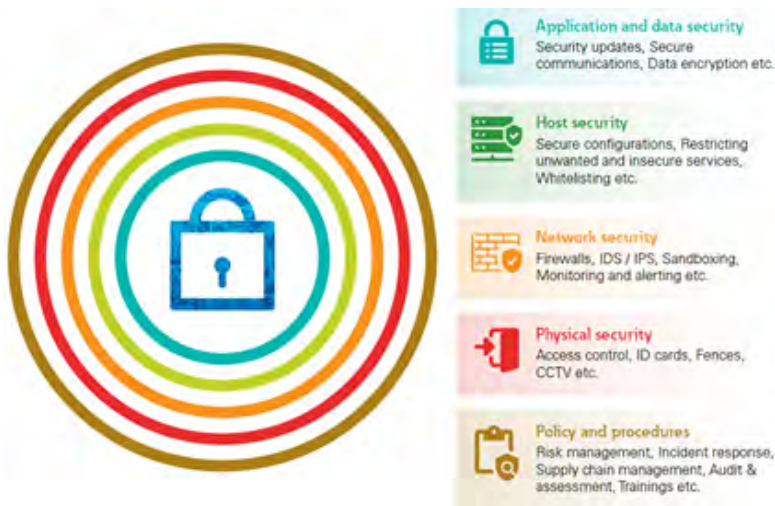 Application and data security
Security updates, Secure
communications, Data encryption etc.
Host security
Secure configurations, Restricting
unwanted and insecure services,
Whitelisting etc.
Network security
Firewalls, IDS / IPS, Sandboxing,
Monitoring and alerting etc.
Physical security
Access control, ID cards, Fences,
CCTV etc.
Policy and procedures
Risk management, Incident response,
Supply chain management, Audit &
assessment, Trainings etc.